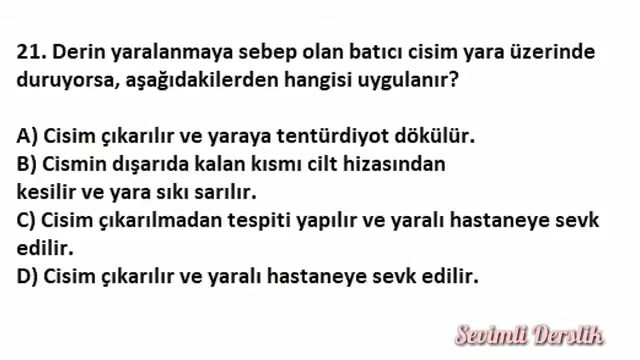 21. Derin yaralanmaya sebep olan batıcı cisim yara üzerinde
duruyorsa, aşağıdakilerden hangisi uygulanır?
A) Cisim çıkarılır ve yaraya tentürdiyot dökülür.
B) Cismin dışarıda kalan kısmı cilt hizasından
kesilir ve yara sıkı sarılır.
C) Cisim çıkarılmadan tespiti yapılır ve yaralı hastaneye sevk
edilir.
D) Cisim çıkarılır ve yaralı hastaneye sevk edilir.
Sevimli Derslik